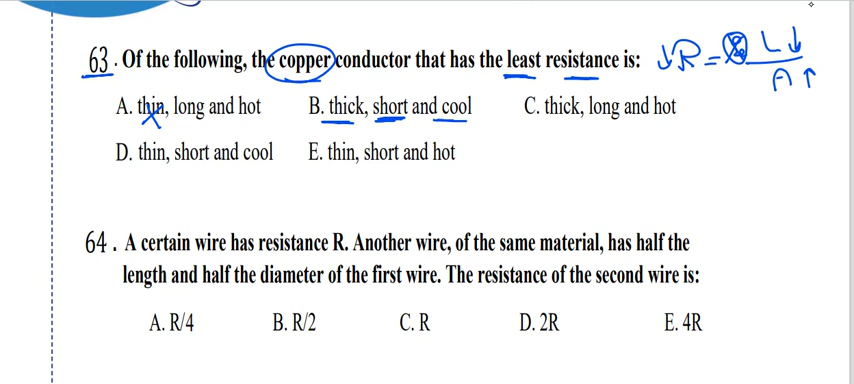 63. Of the following, the copper conductor that has the least resistance is: ↓R = L↓ / A↑
A. thin, long and hot B. thick, short and cool C. thick, long and hot
D. thin, short and cool E. thin, short and hot
64. A certain wire has resistance R. Another wire, of the same material, has half the
length and half the diameter of the first wire. The resistance of the second wire is:
A. R/4 B. R/2 C. R D. 2R E. 4R